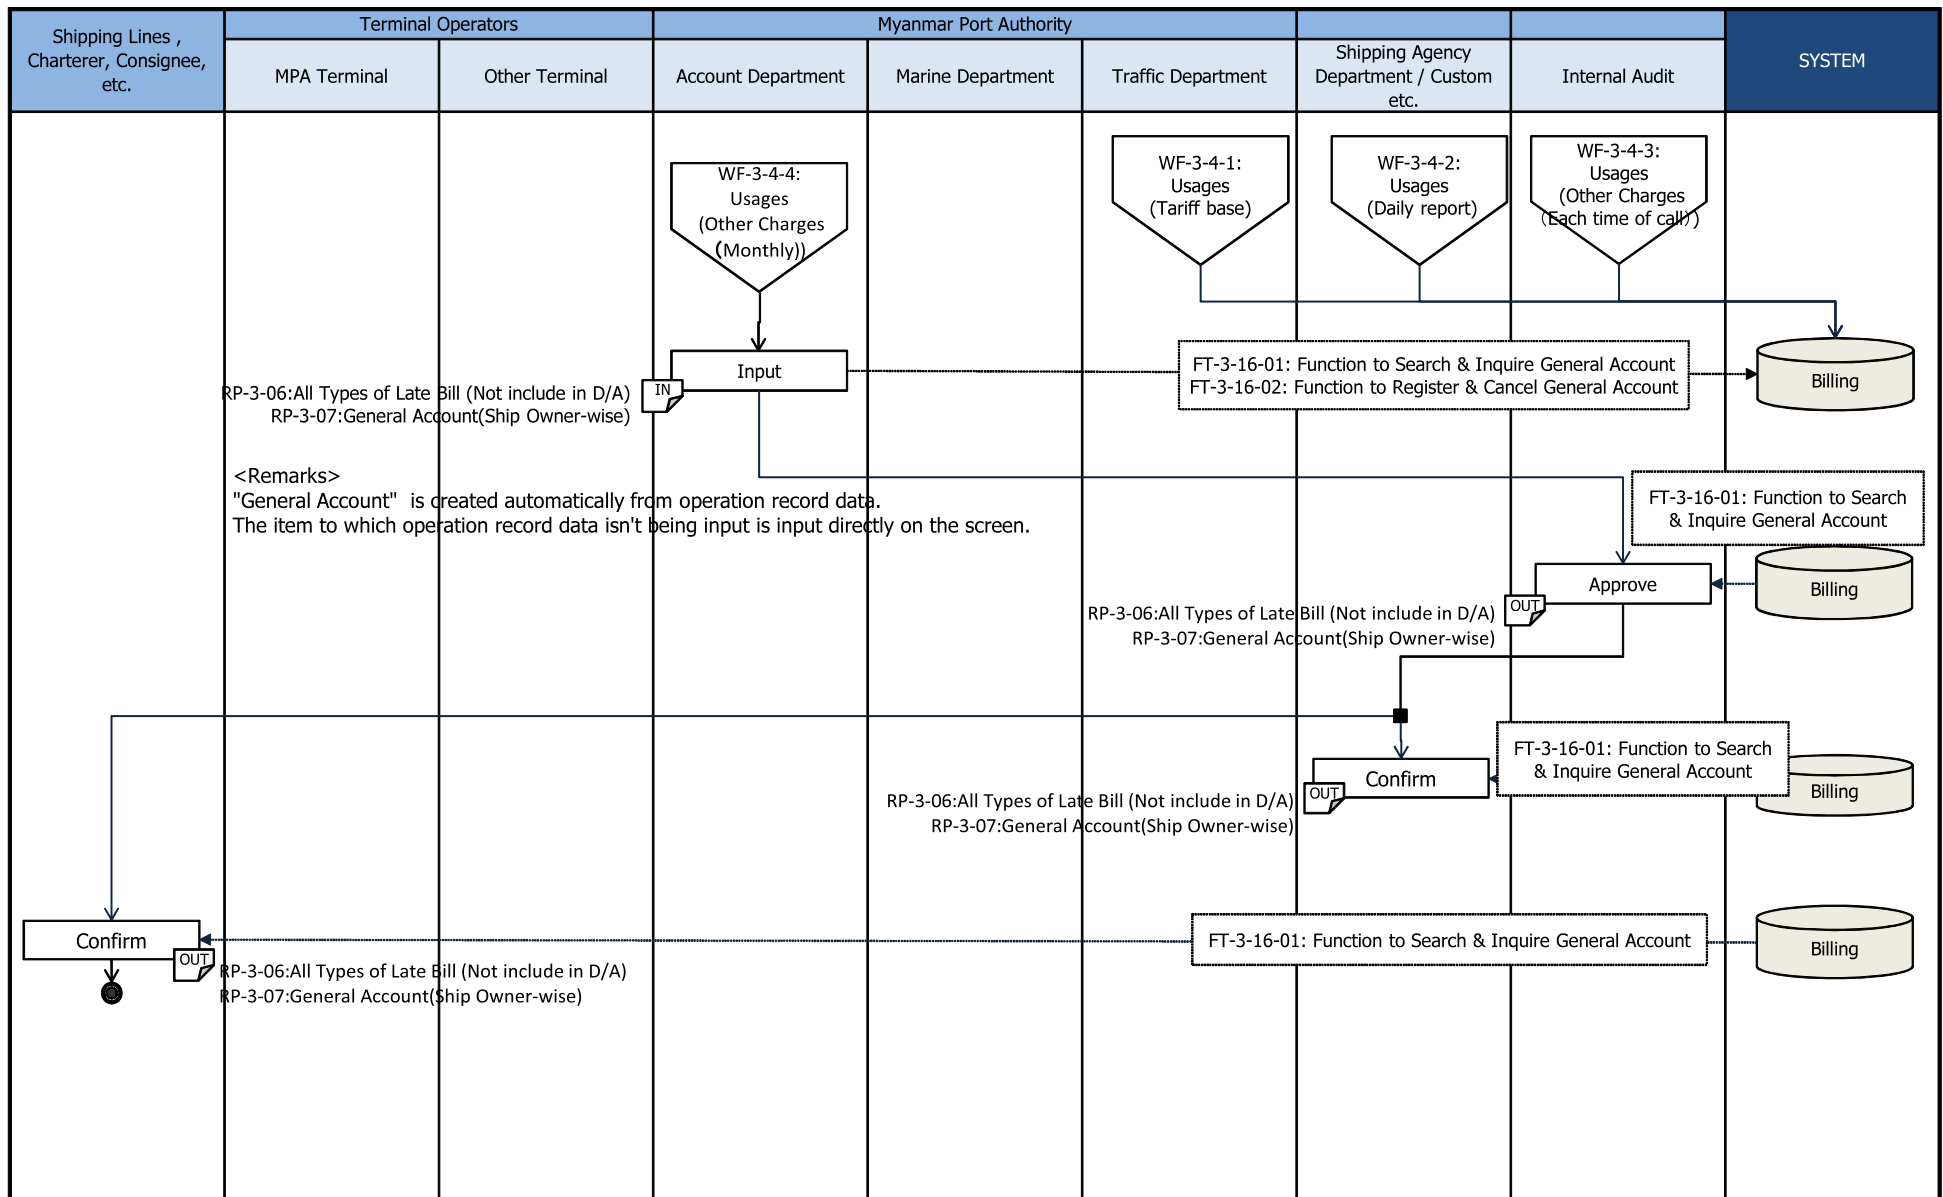 Shipping Lines ,
Charterer, Consignee,
etc.
Terminal Operators
Myanmar Port Authority
MPA Terminal
Other Terminal
Account Department
Marine Department
Traffic Department
Shipping Agency
Department / Custom
etc.
Internal Audit
SYSTEM
WF-3-4-4:
Usages
(Other Charges
(Monthly))
WF-3-4-1:
Usages
(Tariff base)
WF-3-4-2:
Usages
(Daily report)
WF-3-4-3:
Usages
(Other Charges
(Each time of call))
Input
IN
RP-3-06:All Types of Late Bill (Not include in D/A)
RP-3-07:General Account(Ship Owner-wise)
FT-3-16-01: Function to Search & Inquire General Account
FT-3-16-02: Function to Register & Cancel General Account
Billing
<Remarks>
"General Account"  is created automatically from operation record data.
The item to which operation record data isn't being input is input directly on the screen.
FT-3-16-01: Function to Search
& Inquire General Account
Approve
OUT
Billing
RP-3-06:All Types of Late Bill (Not include in D/A)
RP-3-07:General Account(Ship Owner-wise)
FT-3-16-01: Function to Search
& Inquire General Account
Confirm
OUT
Billing
RP-3-06:All Types of Late Bill (Not include in D/A)
RP-3-07:General Account(Ship Owner-wise)
Confirm
OUT
FT-3-16-01: Function to Search & Inquire General Account
Billing
RP-3-06:All Types of Late Bill (Not include in D/A)
RP-3-07:General Account(Ship Owner-wise)